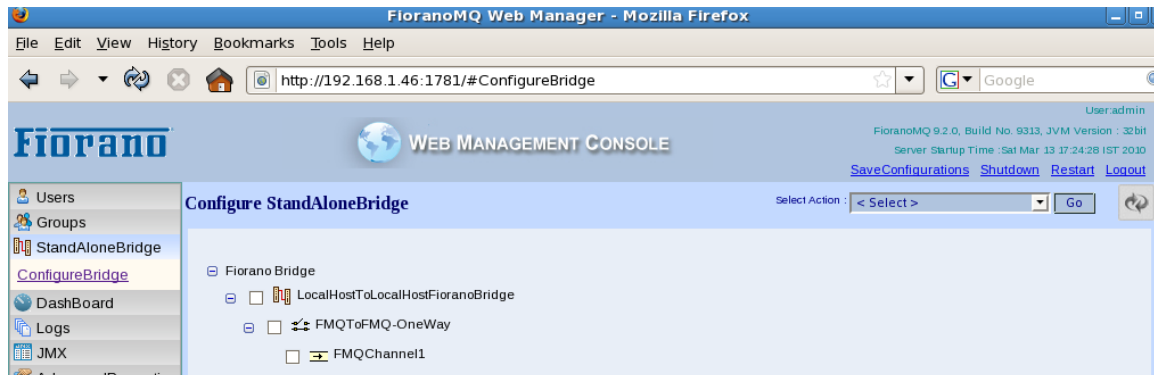 FioranoMQ Web Manager - Mozilla Firefox
File Edit View History Bookmarks Tools Help
http://192.168.1.46:1781/#ConfigureBridge
G Google
User:admin
FioranoMQ 9.2.0, Build No. 9313, JVM Version : 32bit
Server Startup Time :Sat Mar 13 17:24:28 IST 2010
SaveConfigurations Shutdown Restart Logout
Fiorano
WEB MANAGEMENT CONSOLE
Users
Groups
StandAloneBridge
ConfigureBridge
DashBoard
Logs
JMX
Configure StandAloneBridge
Select Action : < Select > Go
Fiorano Bridge
LocalHostToLocalHostFioranoBridge
FMQToFMQ-OneWay
FMQChannel1